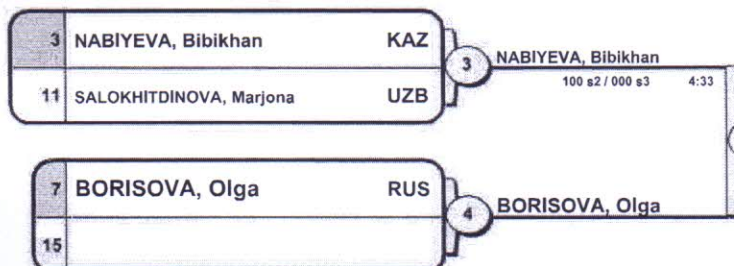 3 NABIYEVA, Bibikhan KAZ
11 SALOKHITDINOVA, Marjona UZB
3 NABIYEVA, Bibikhan
100 s2 / 000 s3 4:33
7 BORISOVA, Olga RUS
15
4 BORISOVA, Olga